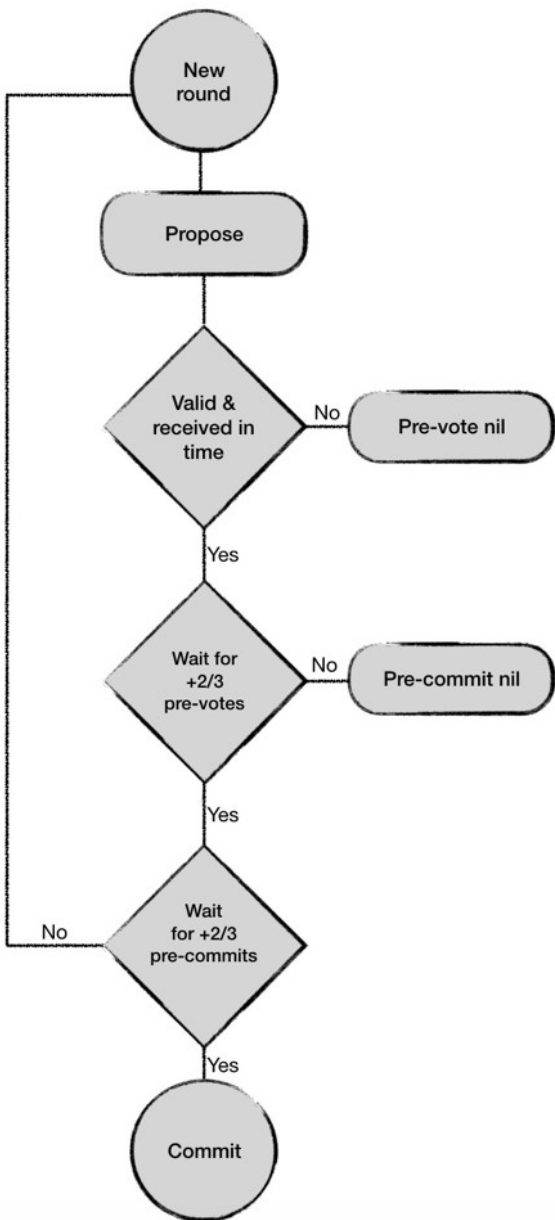 New
round
Propose
Valid &
received in
time
No
Pre-vote nil
Yes
Wait for
+2/3
pre-votes
No
Pre-commit nil
Yes
Wait
for +2/3
pre-commits
No
Yes
Commit